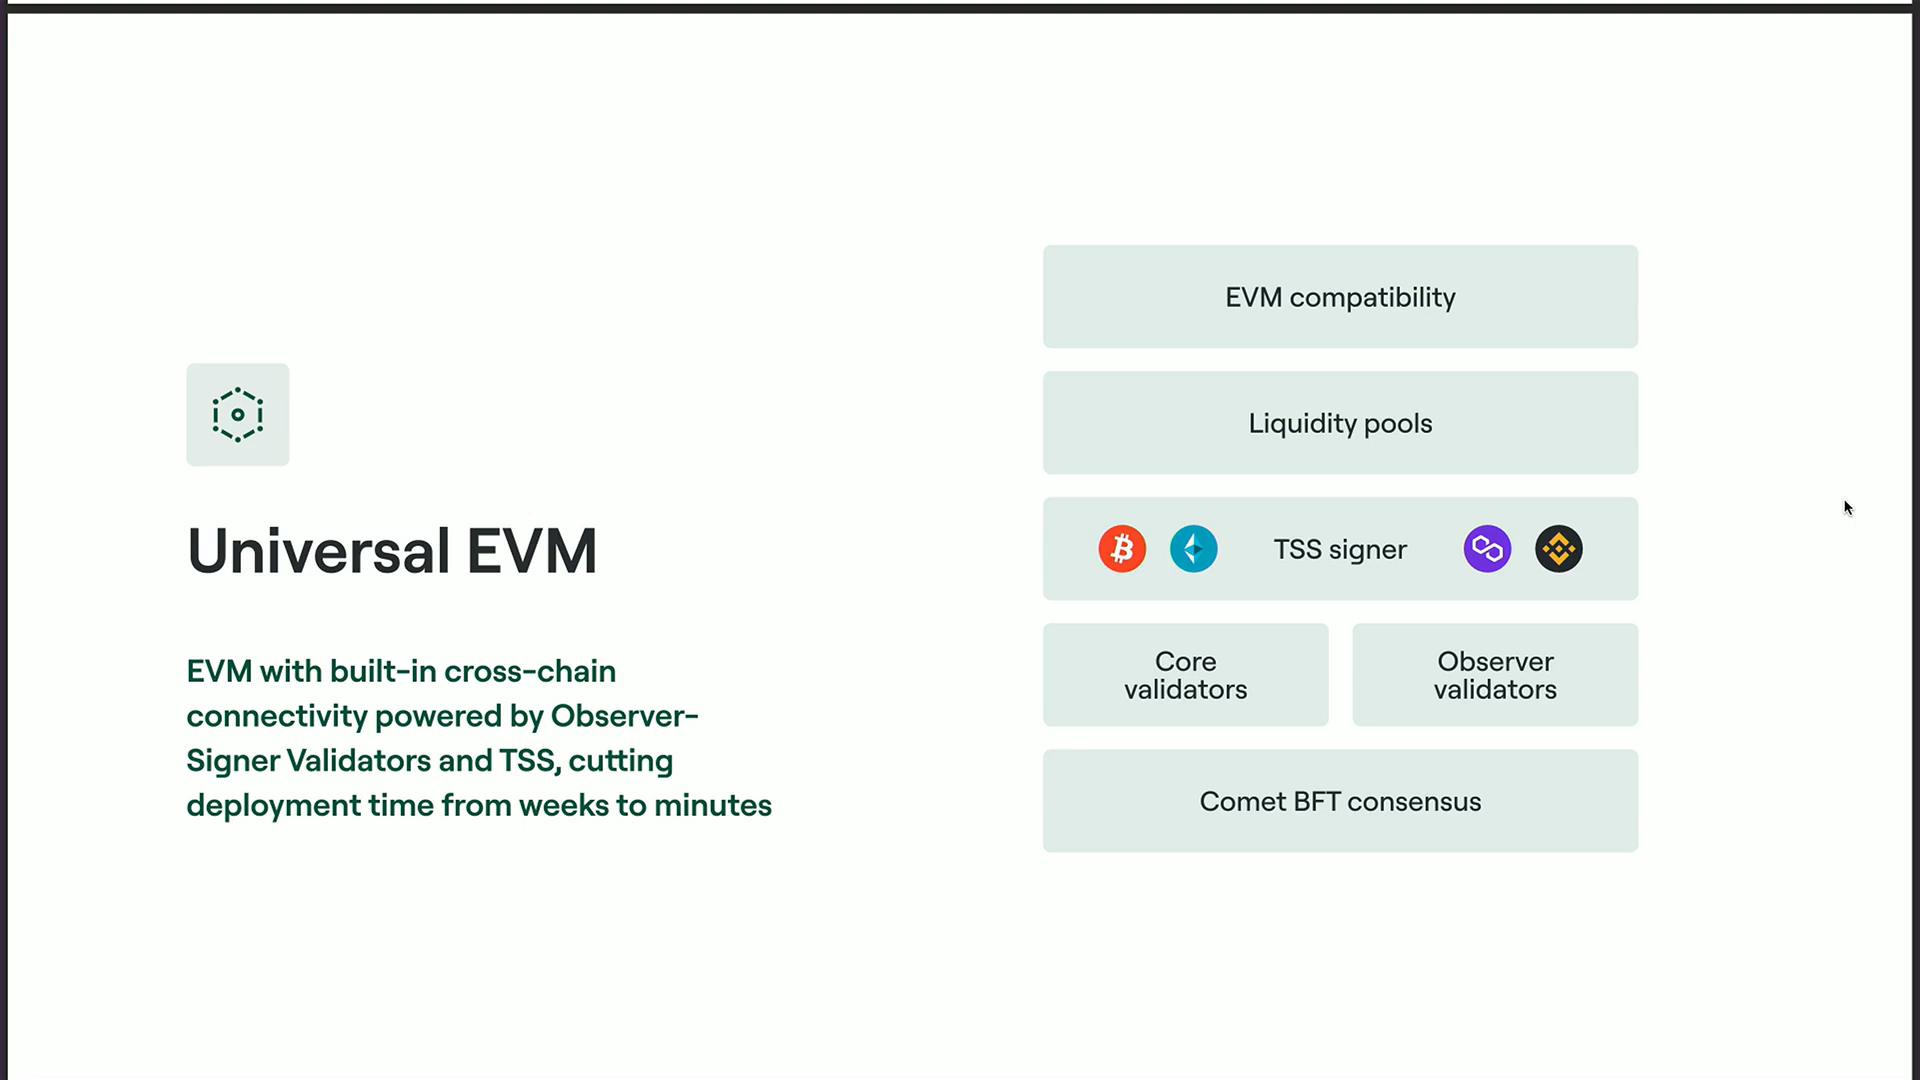 Universal EVM
EVM with built-in cross-chain
connectivity powered by Observer-
Signer Validators and TSS, cutting
deployment time from weeks to minutes
EVM compatibility
Liquidity pools
TSS signer
Core
validators
Observer
validators
Comet BFT consensus